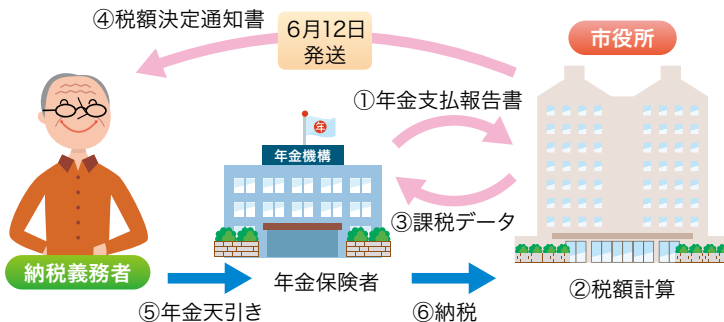 ④税額決定通知書
6月12日
発送
市役所
①年金支払報告書
年
年金機構
③課税データ
納税義務者
年金保険者
②税額計算
⑤年金天引き
⑥納税